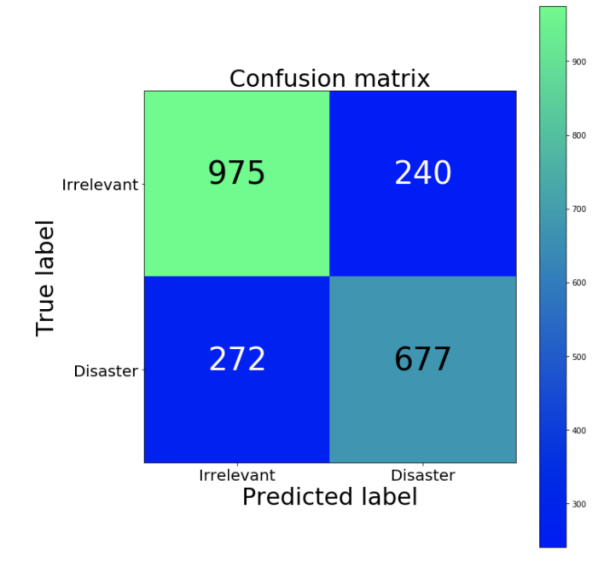 Confusion matrix
975 240
272 677
Irrelevant
Disaster
True label
Irrelevant Disaster
Predicted label
900
800
700
600
500
400
300